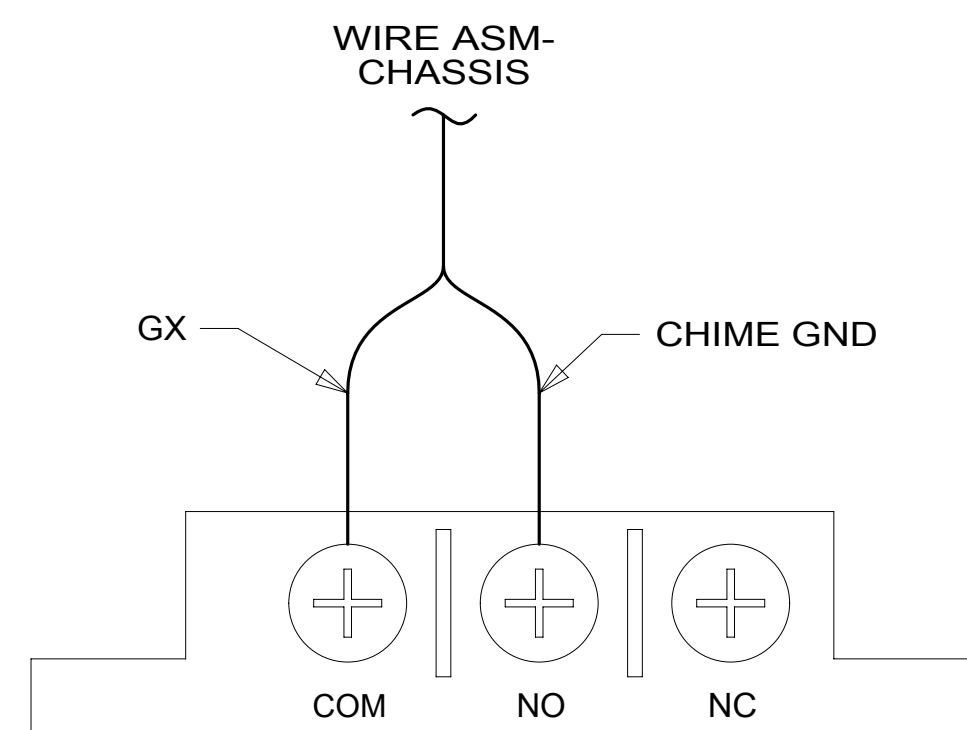 WIRE ASM-
CHASSIS
GX
CHIME GND
COM
NO
NC